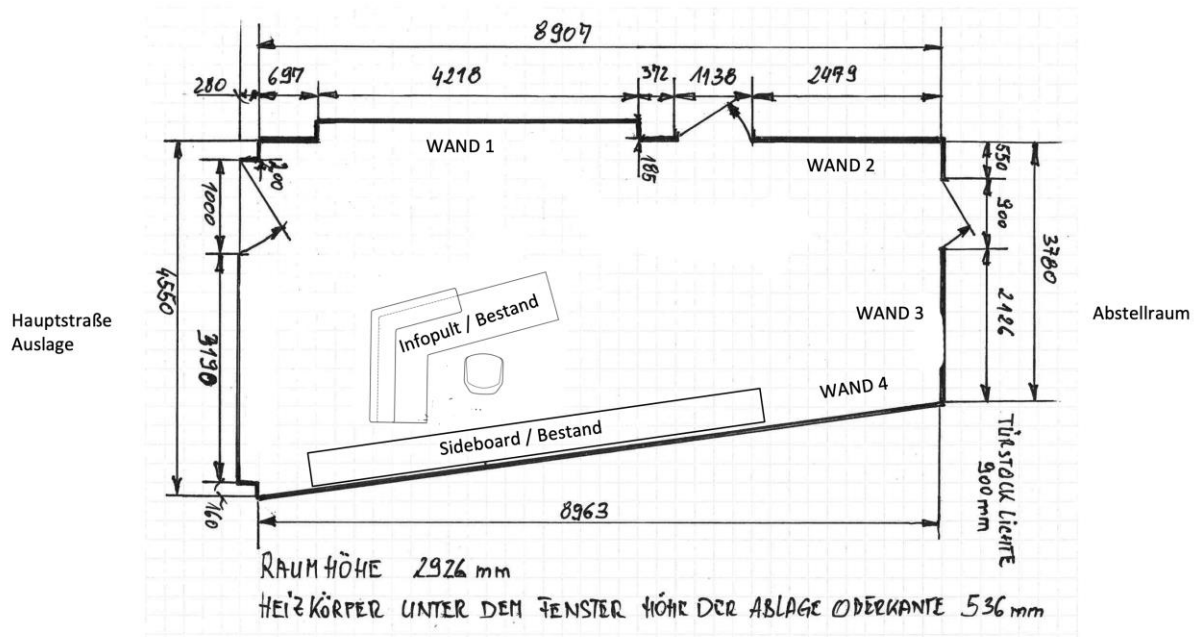 8907
280
697
4218
372
1138
2479
WAND 1
WAND 2
185
200
1000
550
900
4550
3780
3190
2126
160
Hauptstraße
Auslage
Infopult / Bestand
WAND 3
Abstellraum
WAND 4
Sideboard / Bestand
TÜRSTOCK LICHTE
900mm
8963
RAUMHÖHE 2926 mm
HEIZKÖRPER UNTER DEM FENSTER HÖHE DER ABLAGE OBERKANTE 536 mm